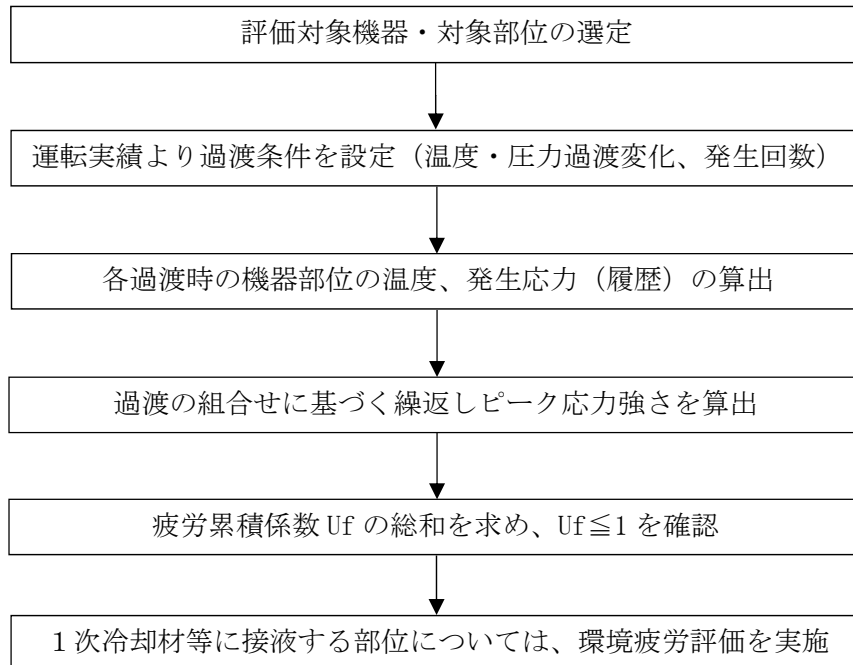 評価対象機器・対象部位の選定
運転実績より過渡条件を設定（温度・圧力過渡変化、発生回数）
各過渡時の機器部位の温度、発生応力（履歴）の算出
過渡の組合せに基づく繰返しピーク応力強さを算出
疲労累積係数 Uf の総和を求め、Uf≦1 を確認
１次冷却材等に接液する部位については、環境疲労評価を実施